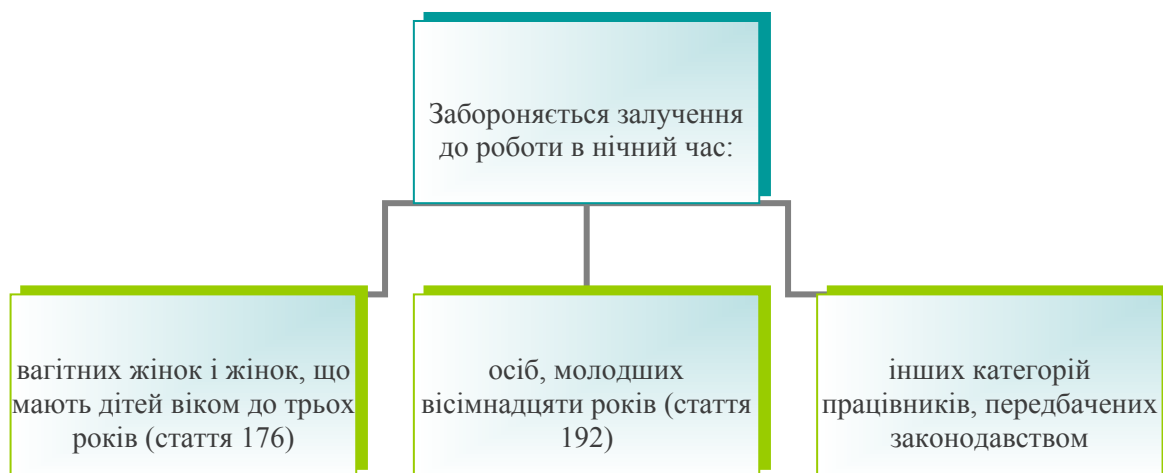 Забороняється залучення
до роботи в нічний час:
вагітних жінок і жінок, що
мають дітей віком до трьох
років (стаття 176)
осіб, молодших
вісімнадцяти років (стаття
192)
інших категорій
працівників, передбачених
законодавством